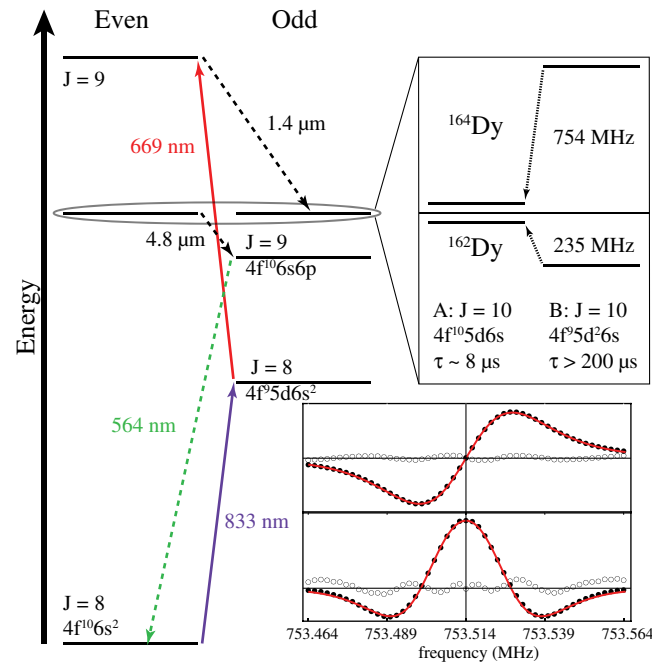 Even
Odd
Energy
J = 9
669 nm
1.4 µm
4.8 µm
J = 9
4f¹⁰6s6p
J = 8
4f⁹5d6s²
564 nm
833 nm
J = 8
4f¹⁰6s²
¹⁶⁴Dy
754 MHz
¹⁶²Dy
235 MHz
A: J = 10
4f¹⁰5d6s
τ ~ 8 µs
B: J = 10
4f⁹5d²6s
τ > 200 µs
753.464 753.489 753.514 753.539 753.564
frequency (MHz)